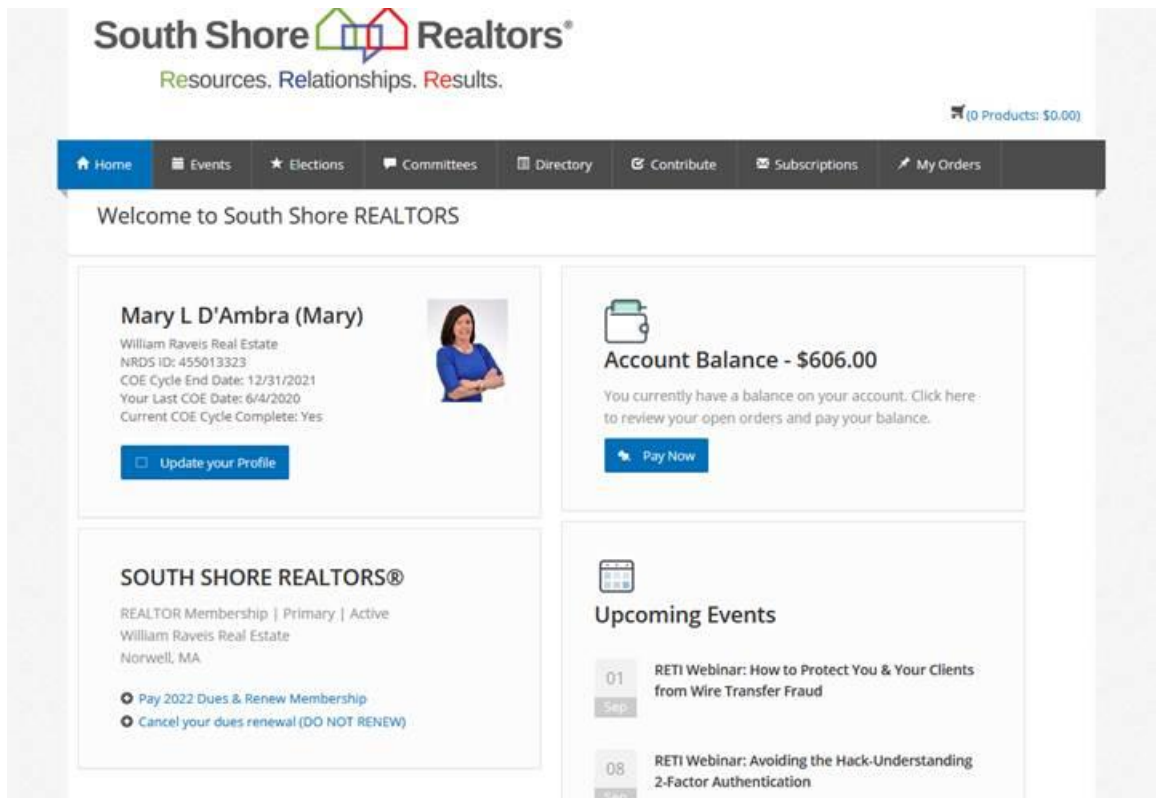 South Shore Realtors®
Resources. Relationships. Results.
(0 Products: $0.00)
Home Events Elections Committees Directory Contribute Subscriptions My Orders
Welcome to South Shore REALTORS
Mary L D'Ambra (Mary)
William Raveis Real Estate
NRDS ID: 455013323
COE Cycle End Date: 12/31/2021
Your Last COE Date: 6/4/2020
Current COE Cycle Complete: Yes
Update your Profile
Account Balance - $606.00
You currently have a balance on your account. Click here
to review your open orders and pay your balance.
Pay Now
SOUTH SHORE REALTORS®
REALTOR Membership | Primary | Active
William Raveis Real Estate
Norwell, MA
Pay 2022 Dues & Renew Membership
Cancel your dues renewal (DO NOT RENEW)
Upcoming Events
01
Sep
RETI Webinar: How to Protect You & Your Clients
from Wire Transfer Fraud
08
Sep
RETI Webinar: Avoiding the Hack-Understanding
2-Factor Authentication